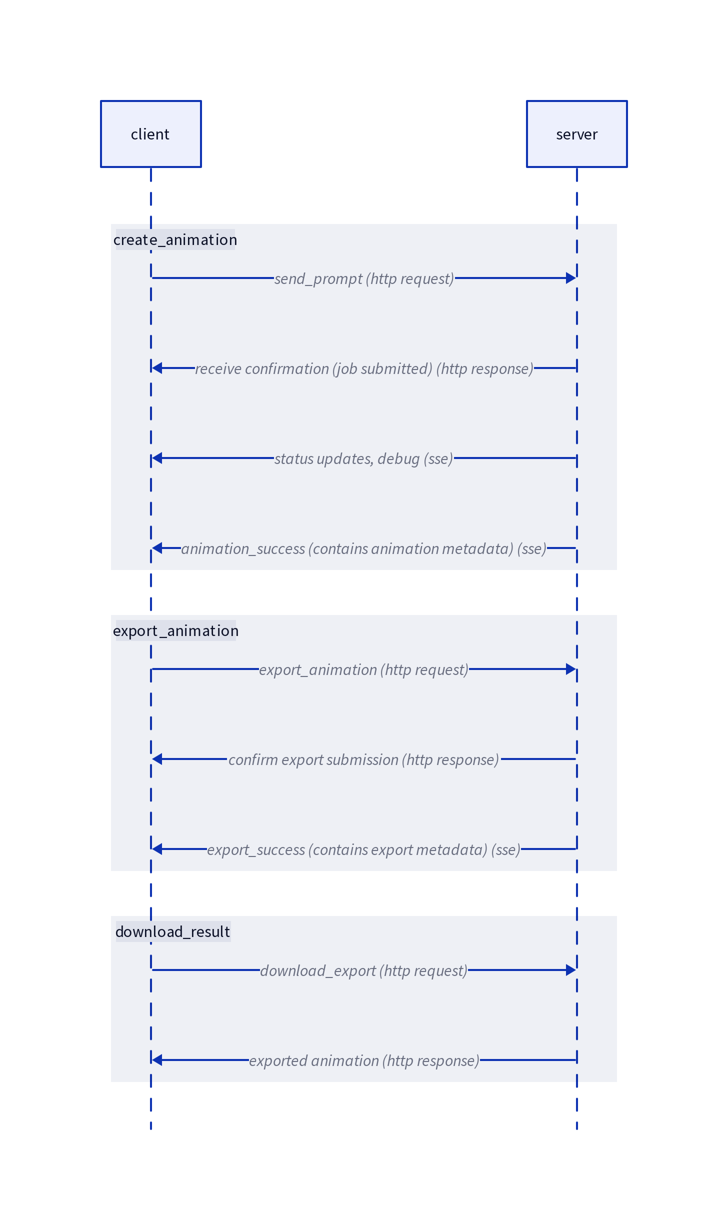 client
server
create_animation
send_prompt (http request)
receive confirmation (job submitted) (http response)
status updates, debug (sse)
animation_success (contains animation metadata) (sse)
export_animation
export_animation (http request)
confirm export submission (http response)
export_success (contains export metadata) (sse)
download_result
download_export (http request)
exported animation (http response)